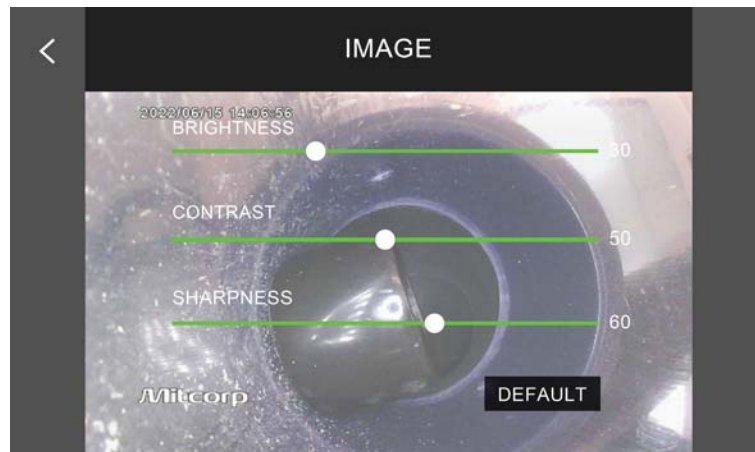 IMAGE
2022/06/15 14:06:56
BRIGHTNESS
30
CONTRAST
50
SHARPNESS
60
Mitcorp
DEFAULT